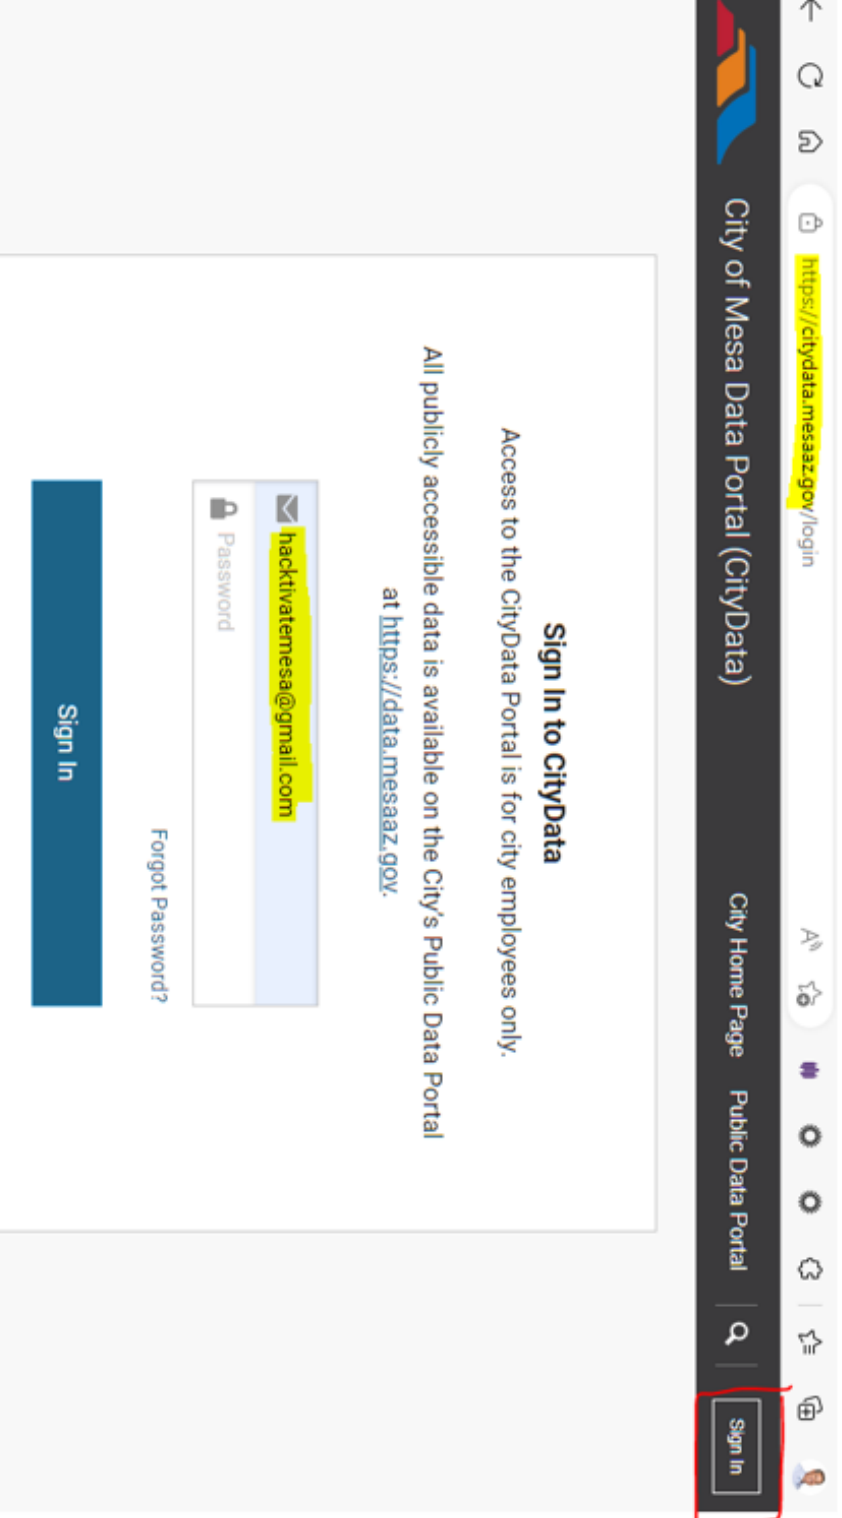 https://citydata.mesaaz.gov/login
City of Mesa Data Portal (CityData)
City Home Page
Public Data Portal
Sign In
Sign In to CityData
Access to the CityData Portal is for city employees only.
All publicly accessible data is available on the City's Public Data Portal
at https://data.mesaaz.gov.
hacktivatemesa@gmail.com
Password
Forgot Password?
Sign In